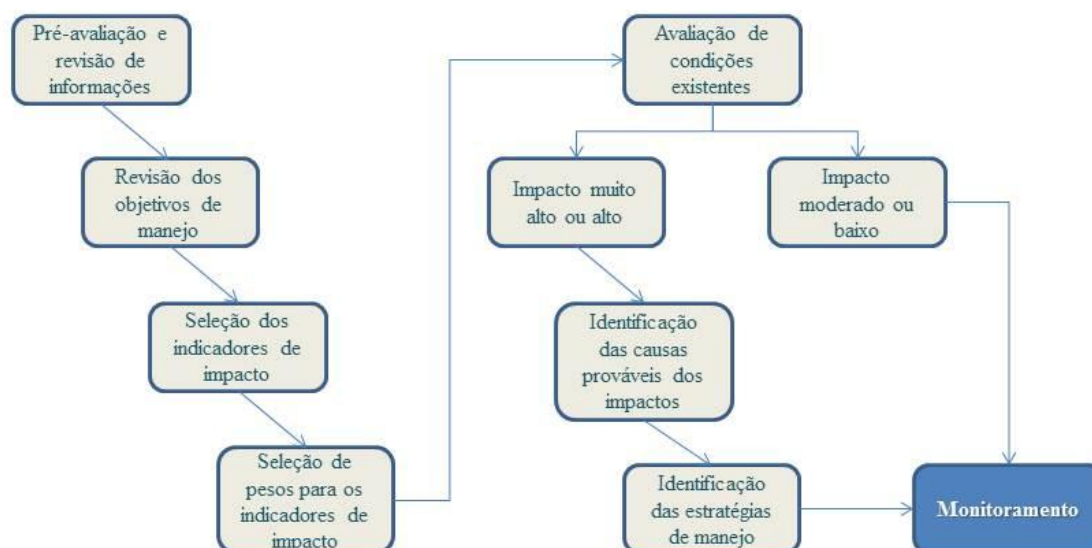 Pré-avaliação e
revisão de
informações
Revisão dos
objetivos de
manejo
Seleção dos
indicadores de
impacto
Seleção de
pesos para os
indicadores de
impacto
Avaliação de
condições
existentes
Impacto muito
alto ou alto
Impacto
moderado ou
baixo
Identificação
das causas
prováveis dos
impactos
Identificação
das estratégias
de manejo
Monitoramento